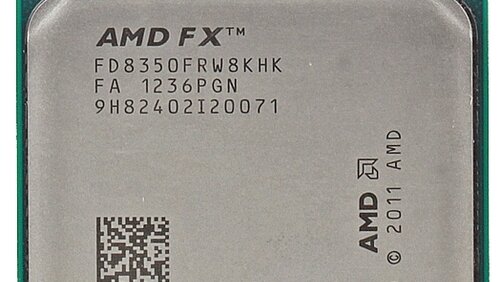 AMD FX™
FD8350FRW8KHK
FA 1236PGN
9H82402I20071
AMD
© 2011 AMD